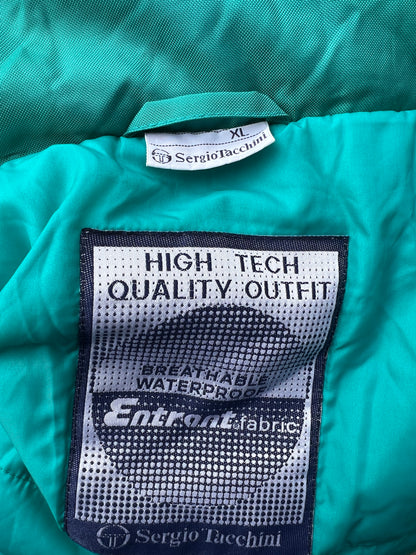 XL
Sergio Tacchini
HIGH TECH
QUALITY OUTFIT
BREATHABLE
WATERPROOF
Entrant fabric
Sergio Tacchini